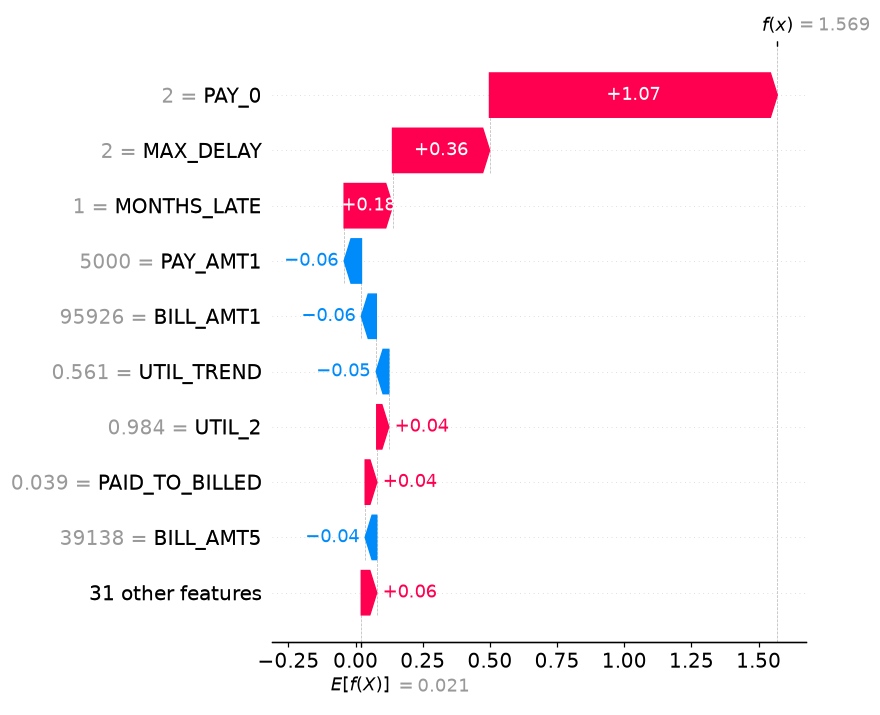 f(x) = 1.569
2 = PAY_0 +1.07
2 = MAX_DELAY +0.36
1 = MONTHS_LATE +0.18
5000 = PAY_AMT1 −0.06
95926 = BILL_AMT1 −0.06
0.561 = UTIL_TREND −0.05
0.984 = UTIL_2 +0.04
0.039 = PAID_TO_BILLED +0.04
39138 = BILL_AMT5 −0.04
31 other features +0.06
−0.25 0.00 0.25 0.50 0.75 1.00 1.25 1.50
E[f(X)] = 0.021